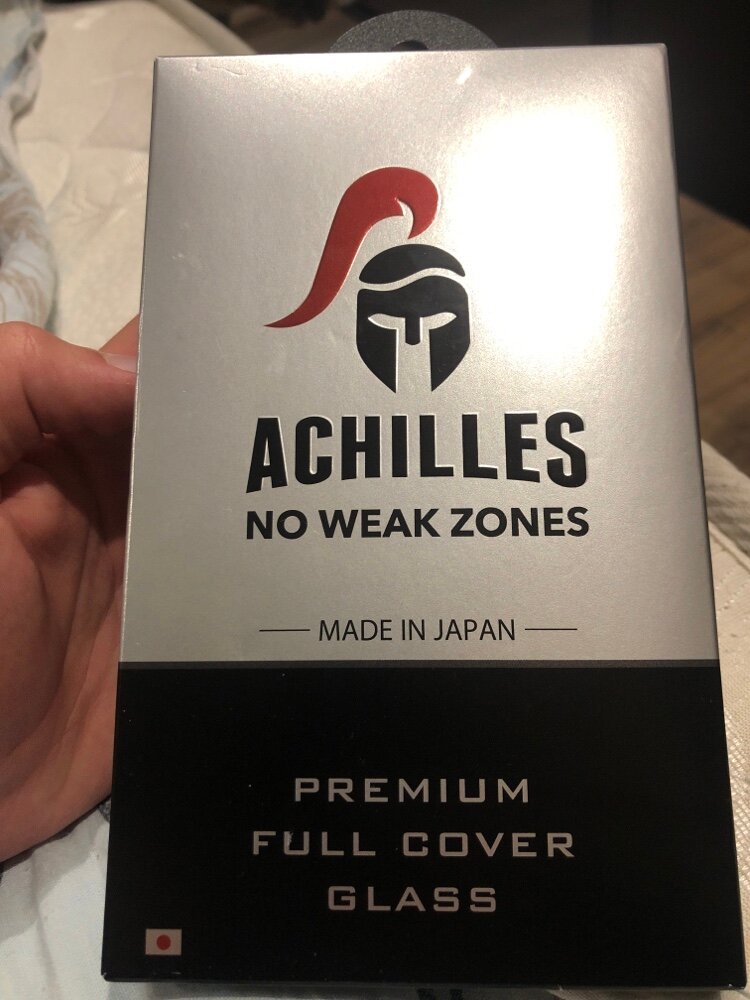 ACHILLES
NO WEAK ZONES
MADE IN JAPAN
PREMIUM
FULL COVER
GLASS